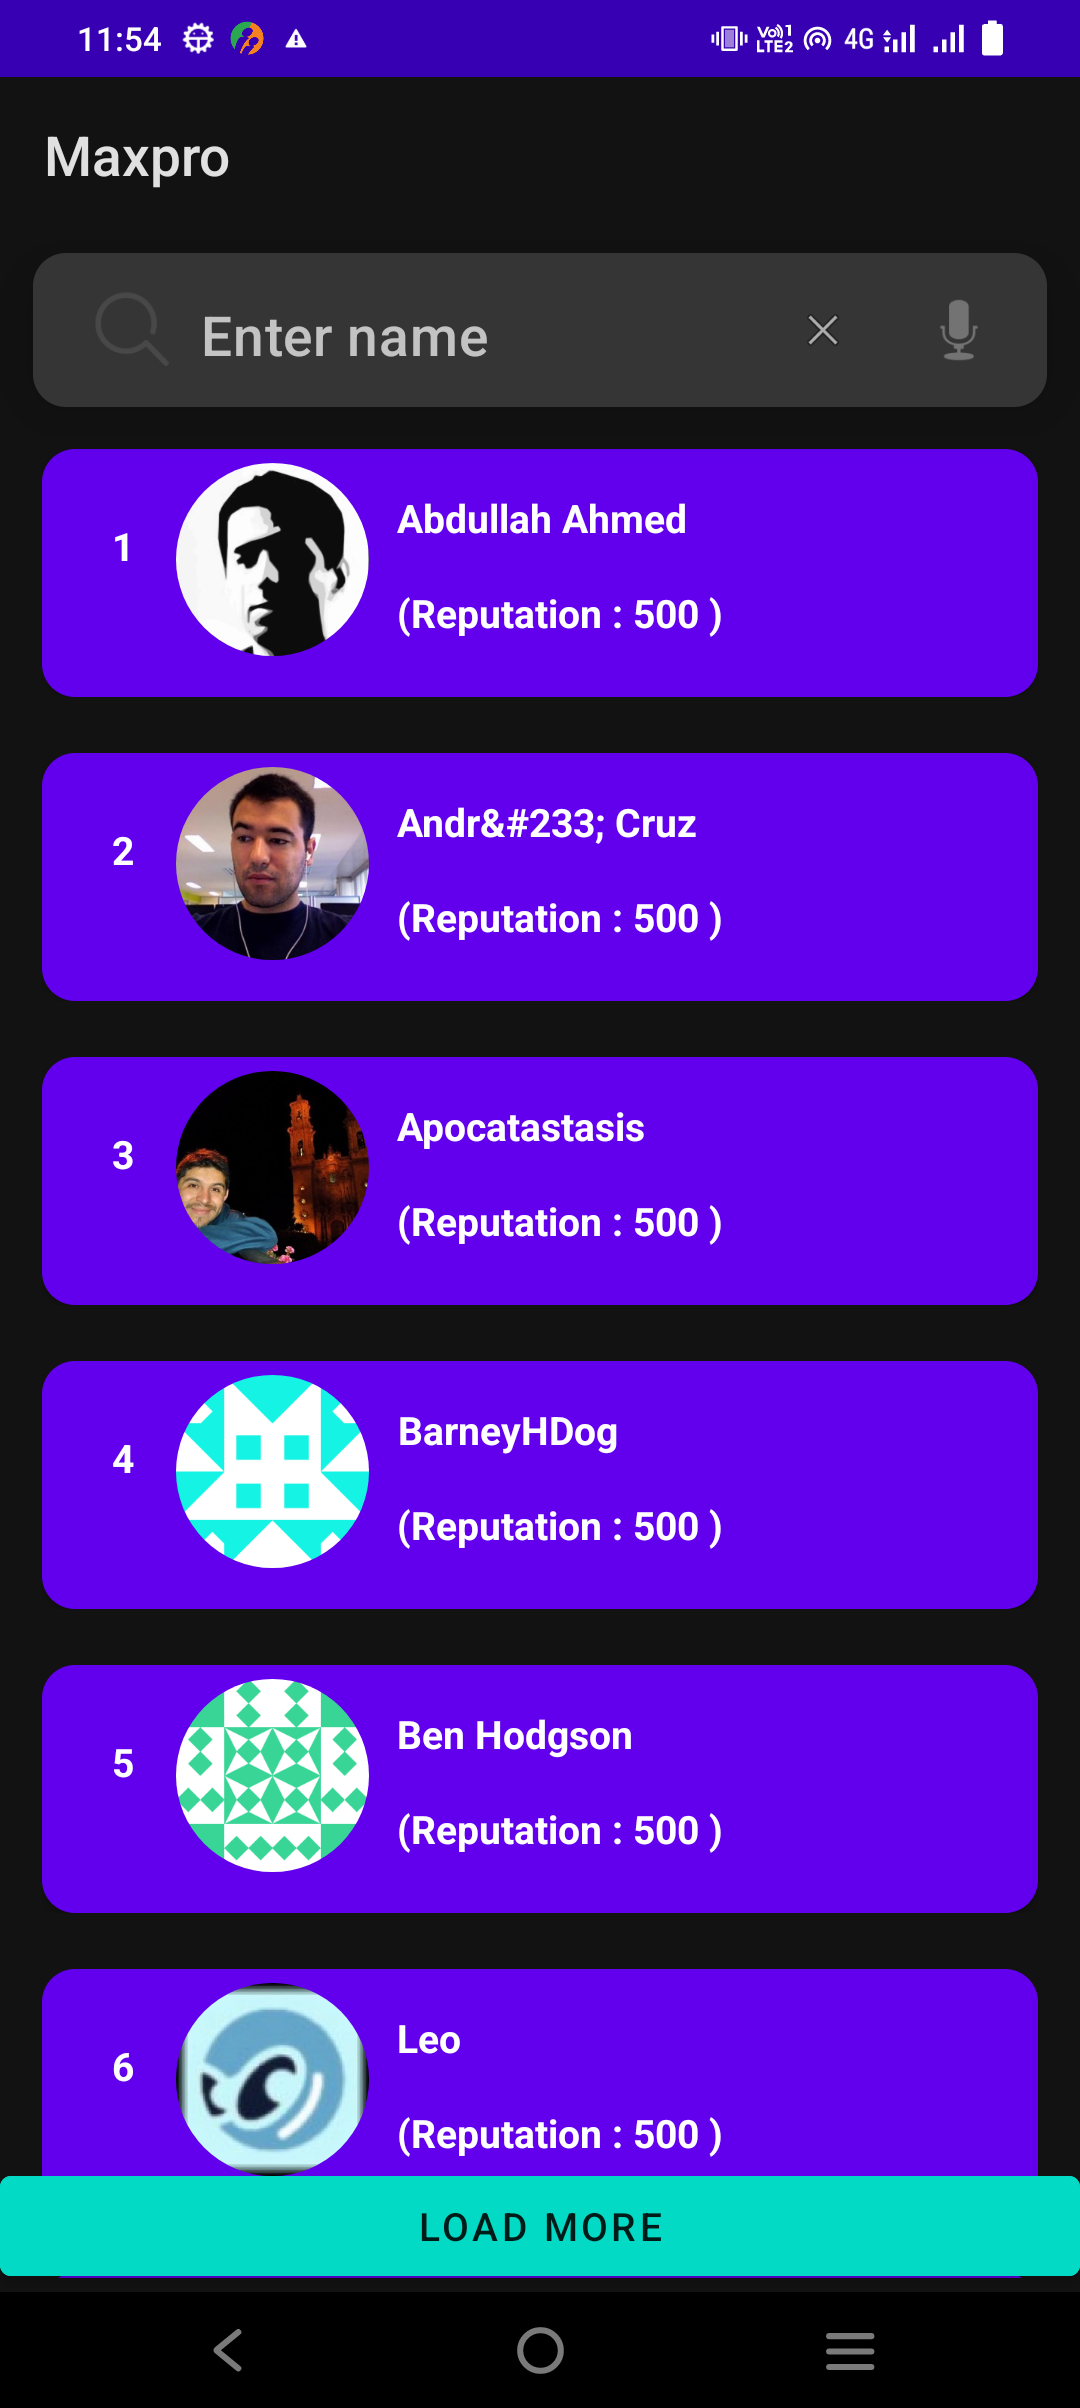 11:54 Vo)) 1 LTE2 4G
Maxpro
Enter name
1
Abdullah Ahmed
(Reputation : 500 )
2
Andr&#233; Cruz
(Reputation : 500 )
3
Apocatastasis
(Reputation : 500 )
4
BarneyHDog
(Reputation : 500 )
5
Ben Hodgson
(Reputation : 500 )
6
Leo
(Reputation : 500 )
LOAD MORE